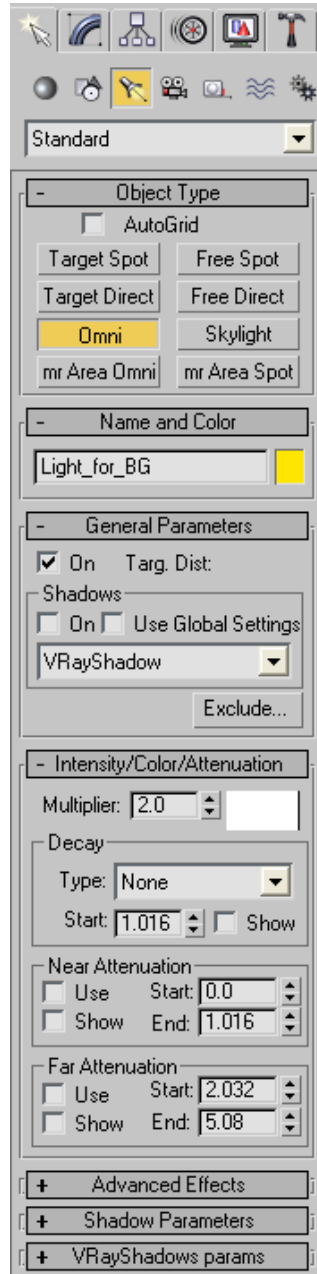 Standard
- Object Type
AutoGrid
Target Spot Free Spot
Target Direct Free Direct
Omni Skylight
mr Area Omni mr Area Spot
- Name and Color
Light_for_BG
- General Parameters
On Targ. Dist:
Shadows
On Use Global Settings
VRayShadow
Exclude...
- Intensity/Color/Attenuation
Multiplier: 2.0
Decay
Type: None
Start: 1.016 Show
Near Attenuation
Use Start: 0.0
Show End: 1.016
Far Attenuation
Use Start: 2.032
Show End: 5.08
+ Advanced Effects
+ Shadow Parameters
+ VRayShadows params